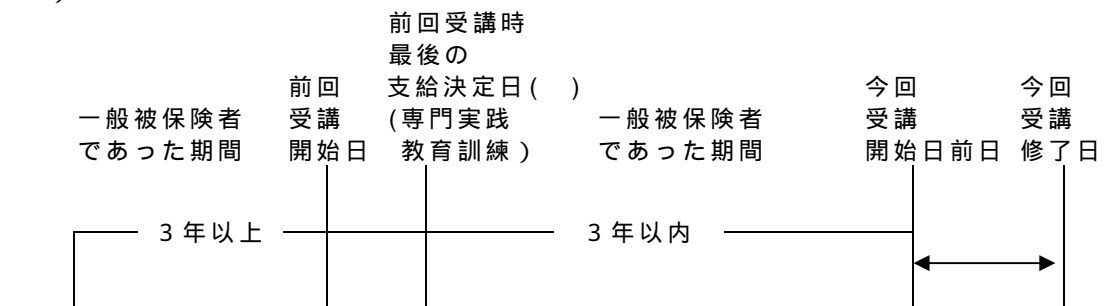 前回受講時
最後の
前回 支給決定日( ) 今回 今回
一般被保険者 受講 (専門実践 一般被保険者 受講 受講
であった期間 開始日 教育訓練) であった期間 開始日前日 修了日
3年以上 3年以内